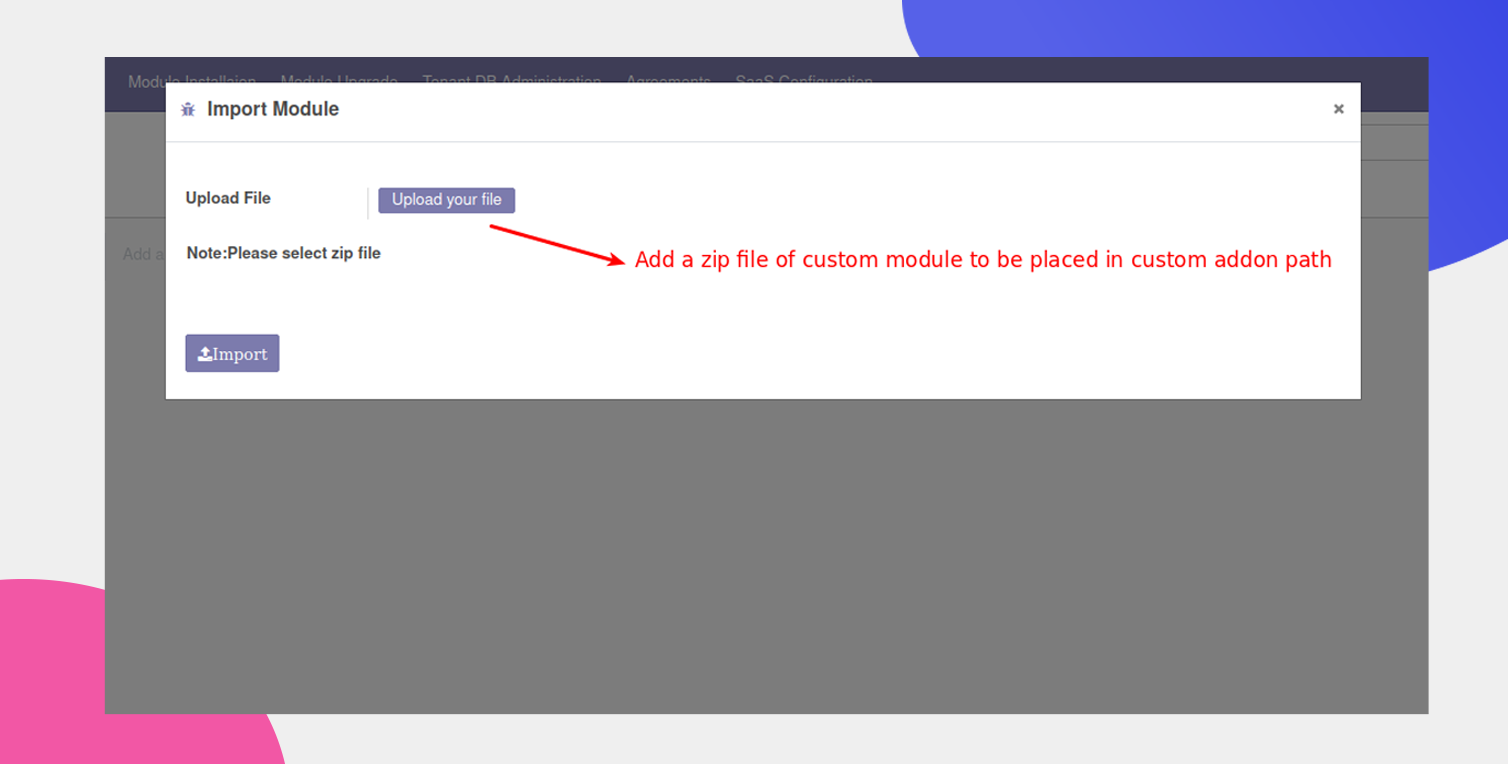 Module Installaion Module Upgrade Tenant DB Administration Agreements SaaS Configuration
Import Module
×
Upload File
Upload your file
Note:Please select zip file
Add a
Add a zip file of custom module to be placed in custom addon path
Import